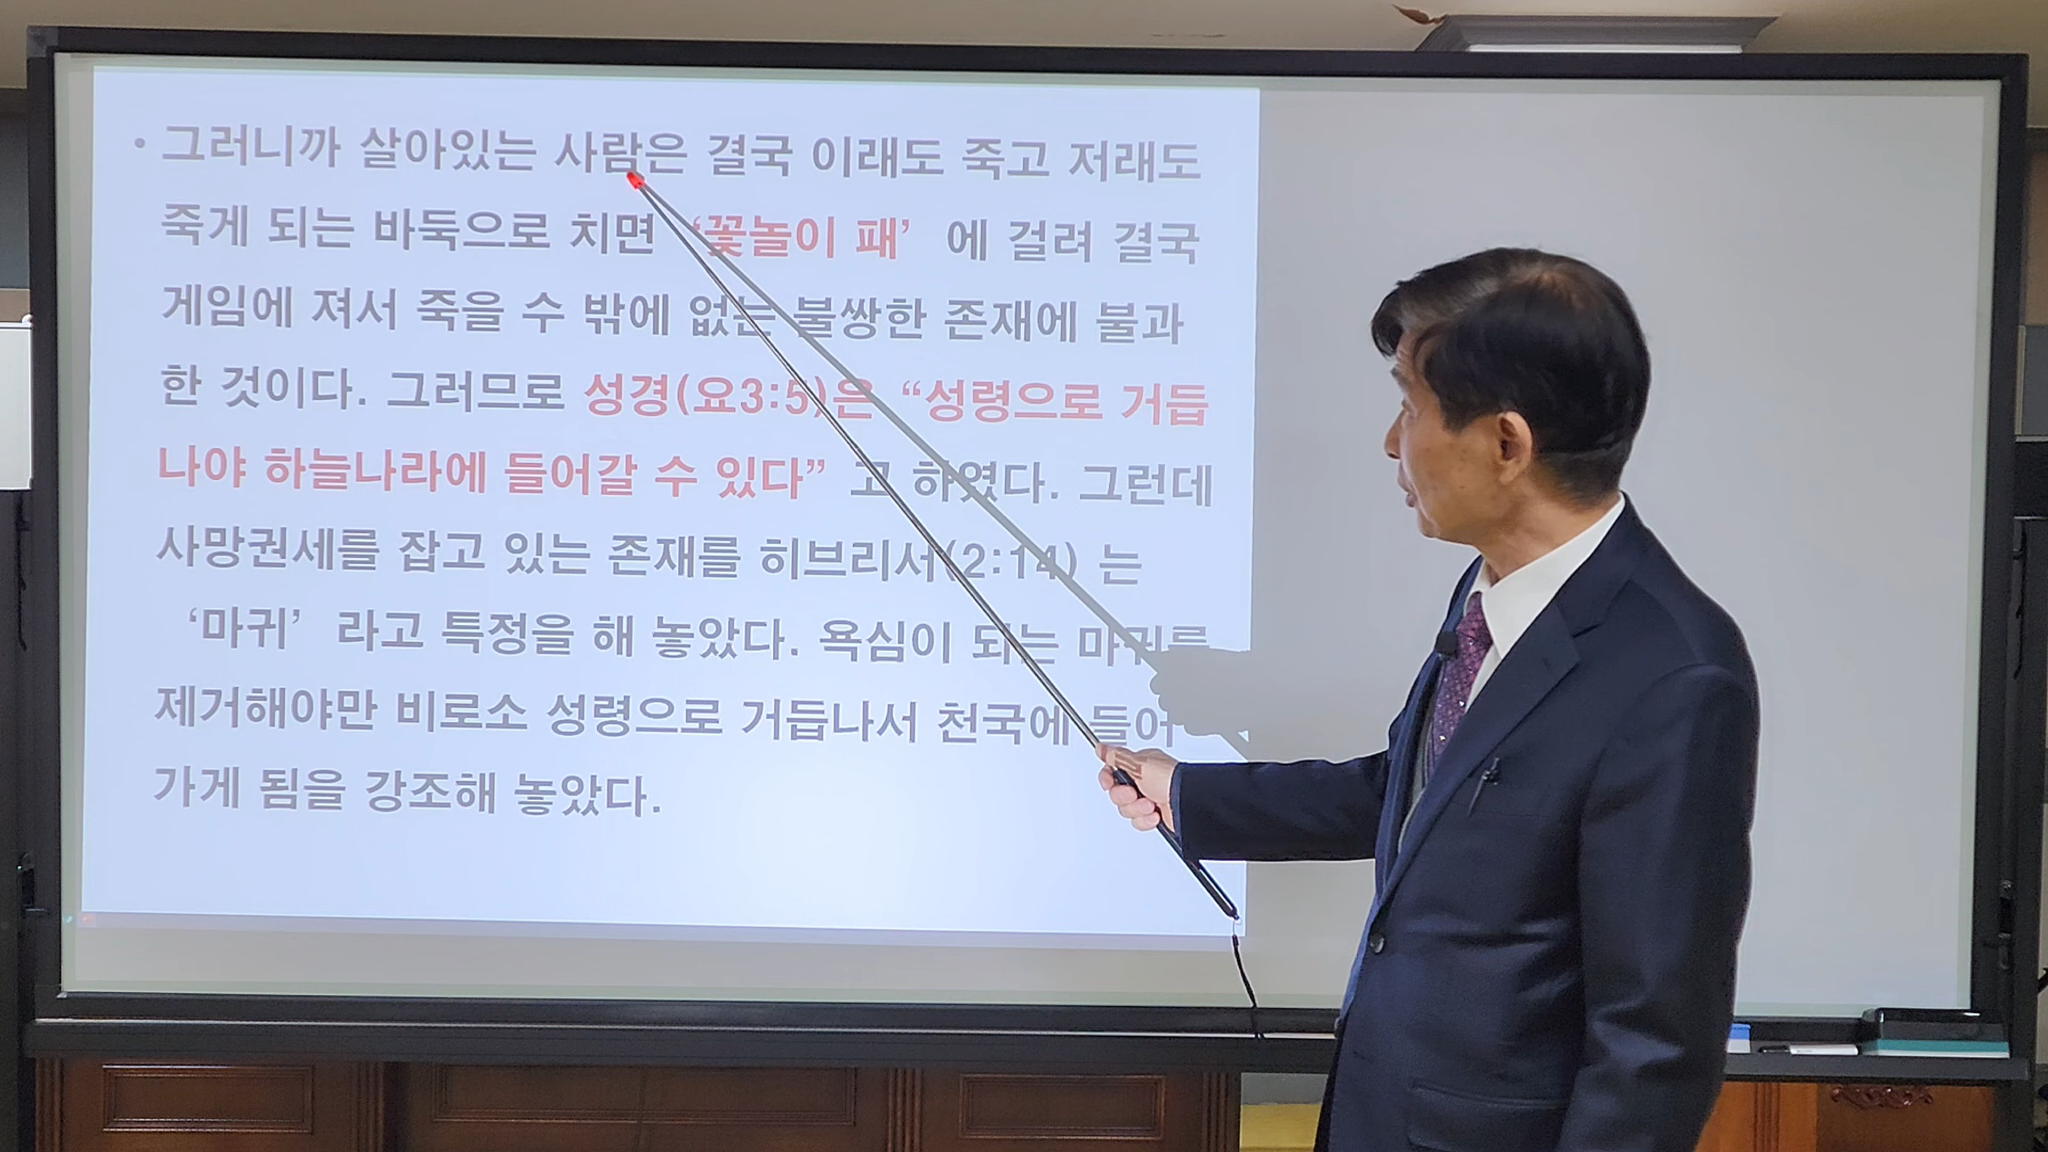 • 그러니까 살아있는 사람은 결국 이래도 죽고 저래도
죽게 되는 바둑으로 치면 ‘꽃놀이 패’ 에 걸려 결국
게임에 져서 죽을 수 밖에 없는 불쌍한 존재에 불과
한 것이다. 그러므로 성경(요3:5)은 “성령으로 거듭
나야 하늘나라에 들어갈 수 있다” 고 하였다. 그런데
사망권세를 잡고 있는 존재를 히브리서(2:14) 는
‘마귀’ 라고 특정을 해 놓았다. 욕심이 되는 마귀를
제거해야만 비로소 성령으로 거듭나서 천국에 들어
가게 됨을 강조해 놓았다.